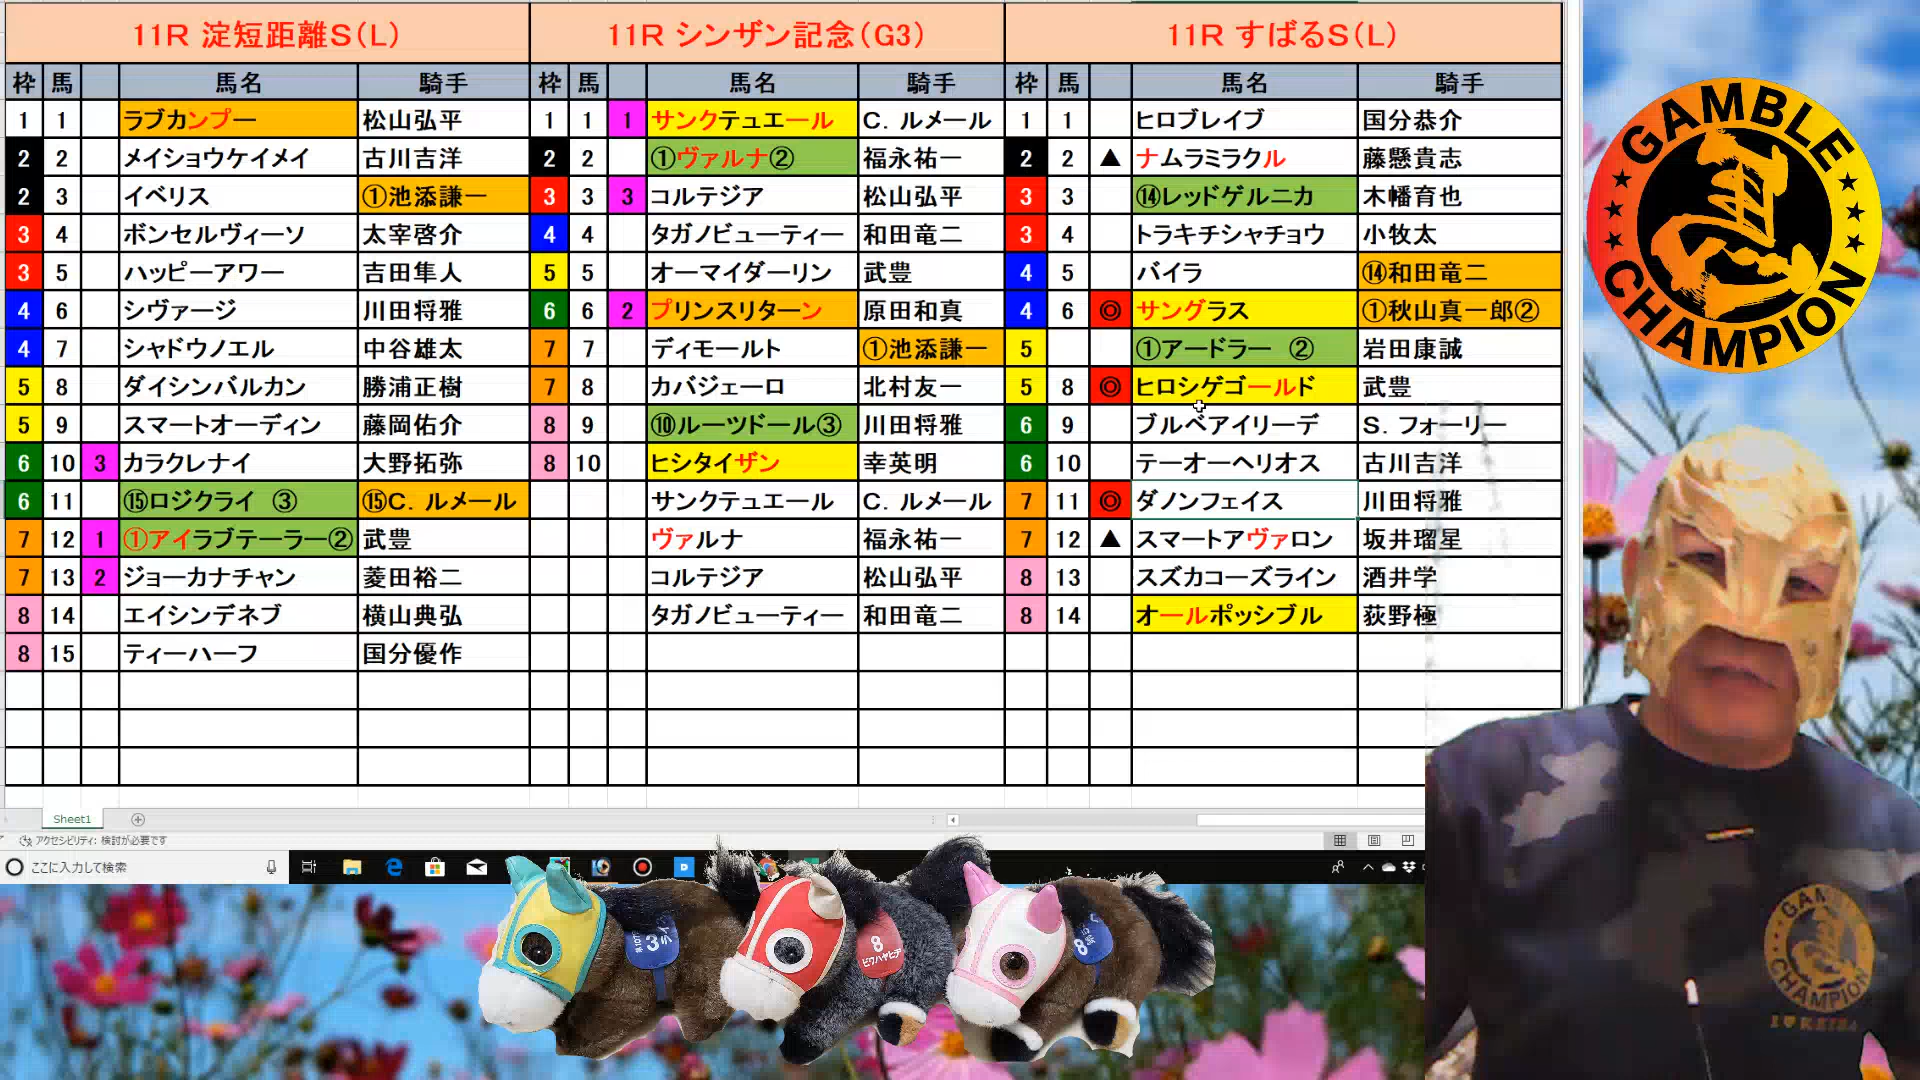 11R 淀短距離S(L) 11R シンザン記念(G3) 11R すばるS(L)
枠 馬 馬名 騎手 枠 馬 馬名 騎手 枠 馬 馬名 騎手
1 1 ラブカンプー 松山弘平 1 1 1 サンクテュエール C. ルメール 1 1 ヒロブレイブ 国分恭介
2 2 メイショウケイメイ 古川吉洋 2 2 ①ヴァルナ② 福永祐一 2 2 ▲ ナムラミラクル 藤懸貴志
2 3 イベリス ①池添謙一 3 3 3 コルテジア 松山弘平 3 3 ⑭レッドゲルニカ 木幡育也
3 4 ボンセルヴィーソ 太宰啓介 4 4 タガノビューティー 和田竜二 3 4 トラキチシャチョウ 小牧太
3 5 ハッピーアワー 吉田隼人 5 5 オーマイダーリン 武豊 4 5 バイラ ⑭和田竜二
4 6 シヴァージ 川田将雅 6 6 2 プリンスリターン 原田和真 4 6 ◎ サングラス ①秋山真一郎②
4 7 シャドウノエル 中谷雄太 7 7 ディモールト ①池添謙一 5 ①アードラー ② 岩田康誠
5 8 ダイシンバルカン 勝浦正樹 7 8 カバジェーロ 北村友一 5 8 ◎ ヒロシゲゴールド 武豊
5 9 スマートオーディン 藤岡佑介 8 9 ⑩ルーツドール③ 川田将雅 6 9 ブルベアイリーデ S. フォーリー
6 10 3 カラクレナイ 大野拓弥 8 10 ヒシタイザン 幸英明 6 10 テーオーヘリオス 古川吉洋
6 11 ⑮ロジクライ ③ ⑮C. ルメール サンクテュエール C. ルメール 7 11 ◎ ダノンフェイス 川田将雅
7 12 1 ①アイラブテーラー② 武豊 ヴァルナ 福永祐一 7 12 ▲ スマートアヴァロン 坂井瑠星
7 13 2 ジョーカナチャン 菱田裕二 コルテジア 松山弘平 8 13 スズカコーズライン 酒井学
8 14 エイシンデネブ 横山典弘 タガノビューティー 和田竜二 8 14 オールポッシブル 荻野極
8 15 ティーハーフ 国分優作
Sheet1
アクセシビリティ: 検討が必要です
ここに入力して検索
GAMBLE
CHAMPION
3
8
ビワハヤヒデ
8
GAMBLE
CHAMPION